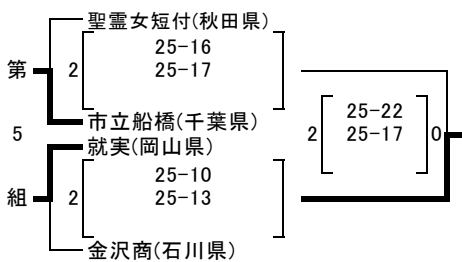 聖霊女短付(秋田県)
第
2
25-16
25-17
市立船橋(千葉県)
5
2
25-22
25-17
0
就実(岡山県)
組
2
25-10
25-13
金沢商(石川県)